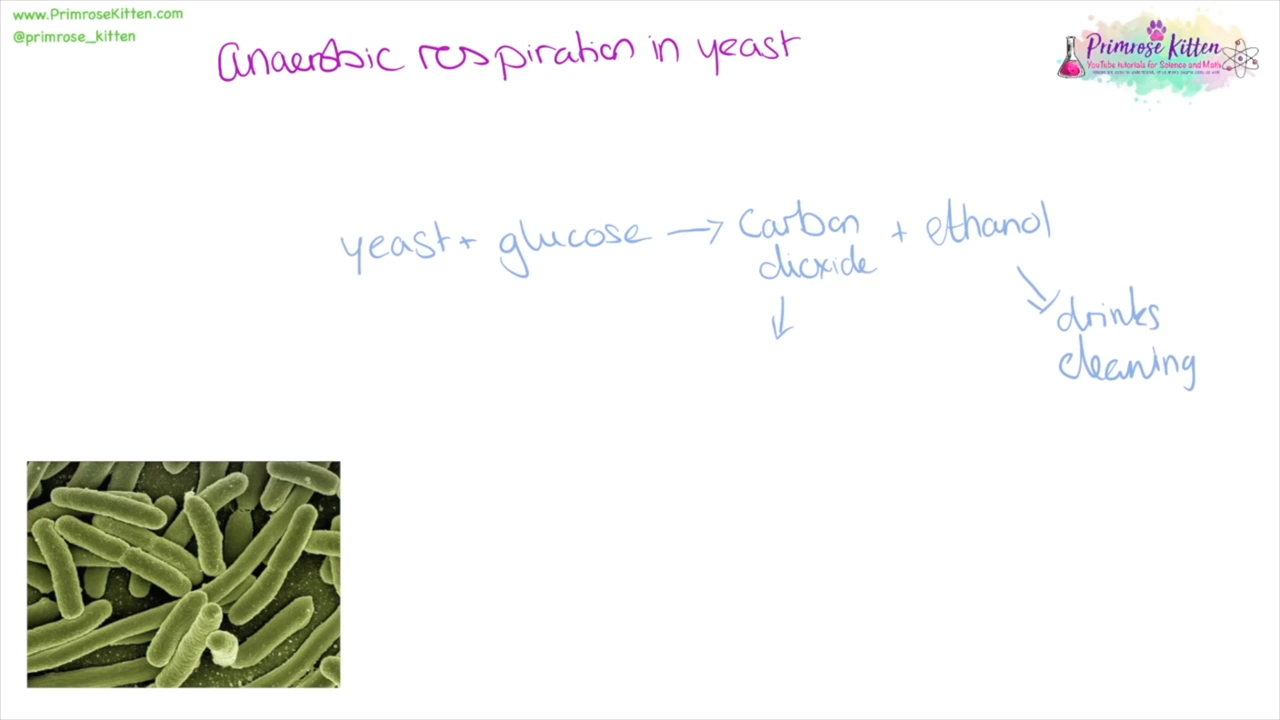 www.PrimroseKitten.com
@primrose_kitten
Primrose Kitten
YouTube tutorials for Science and Math
anaerobic respiration in yeast
yeast + glucose → carbon dioxide + ethanol
drinks
cleaning